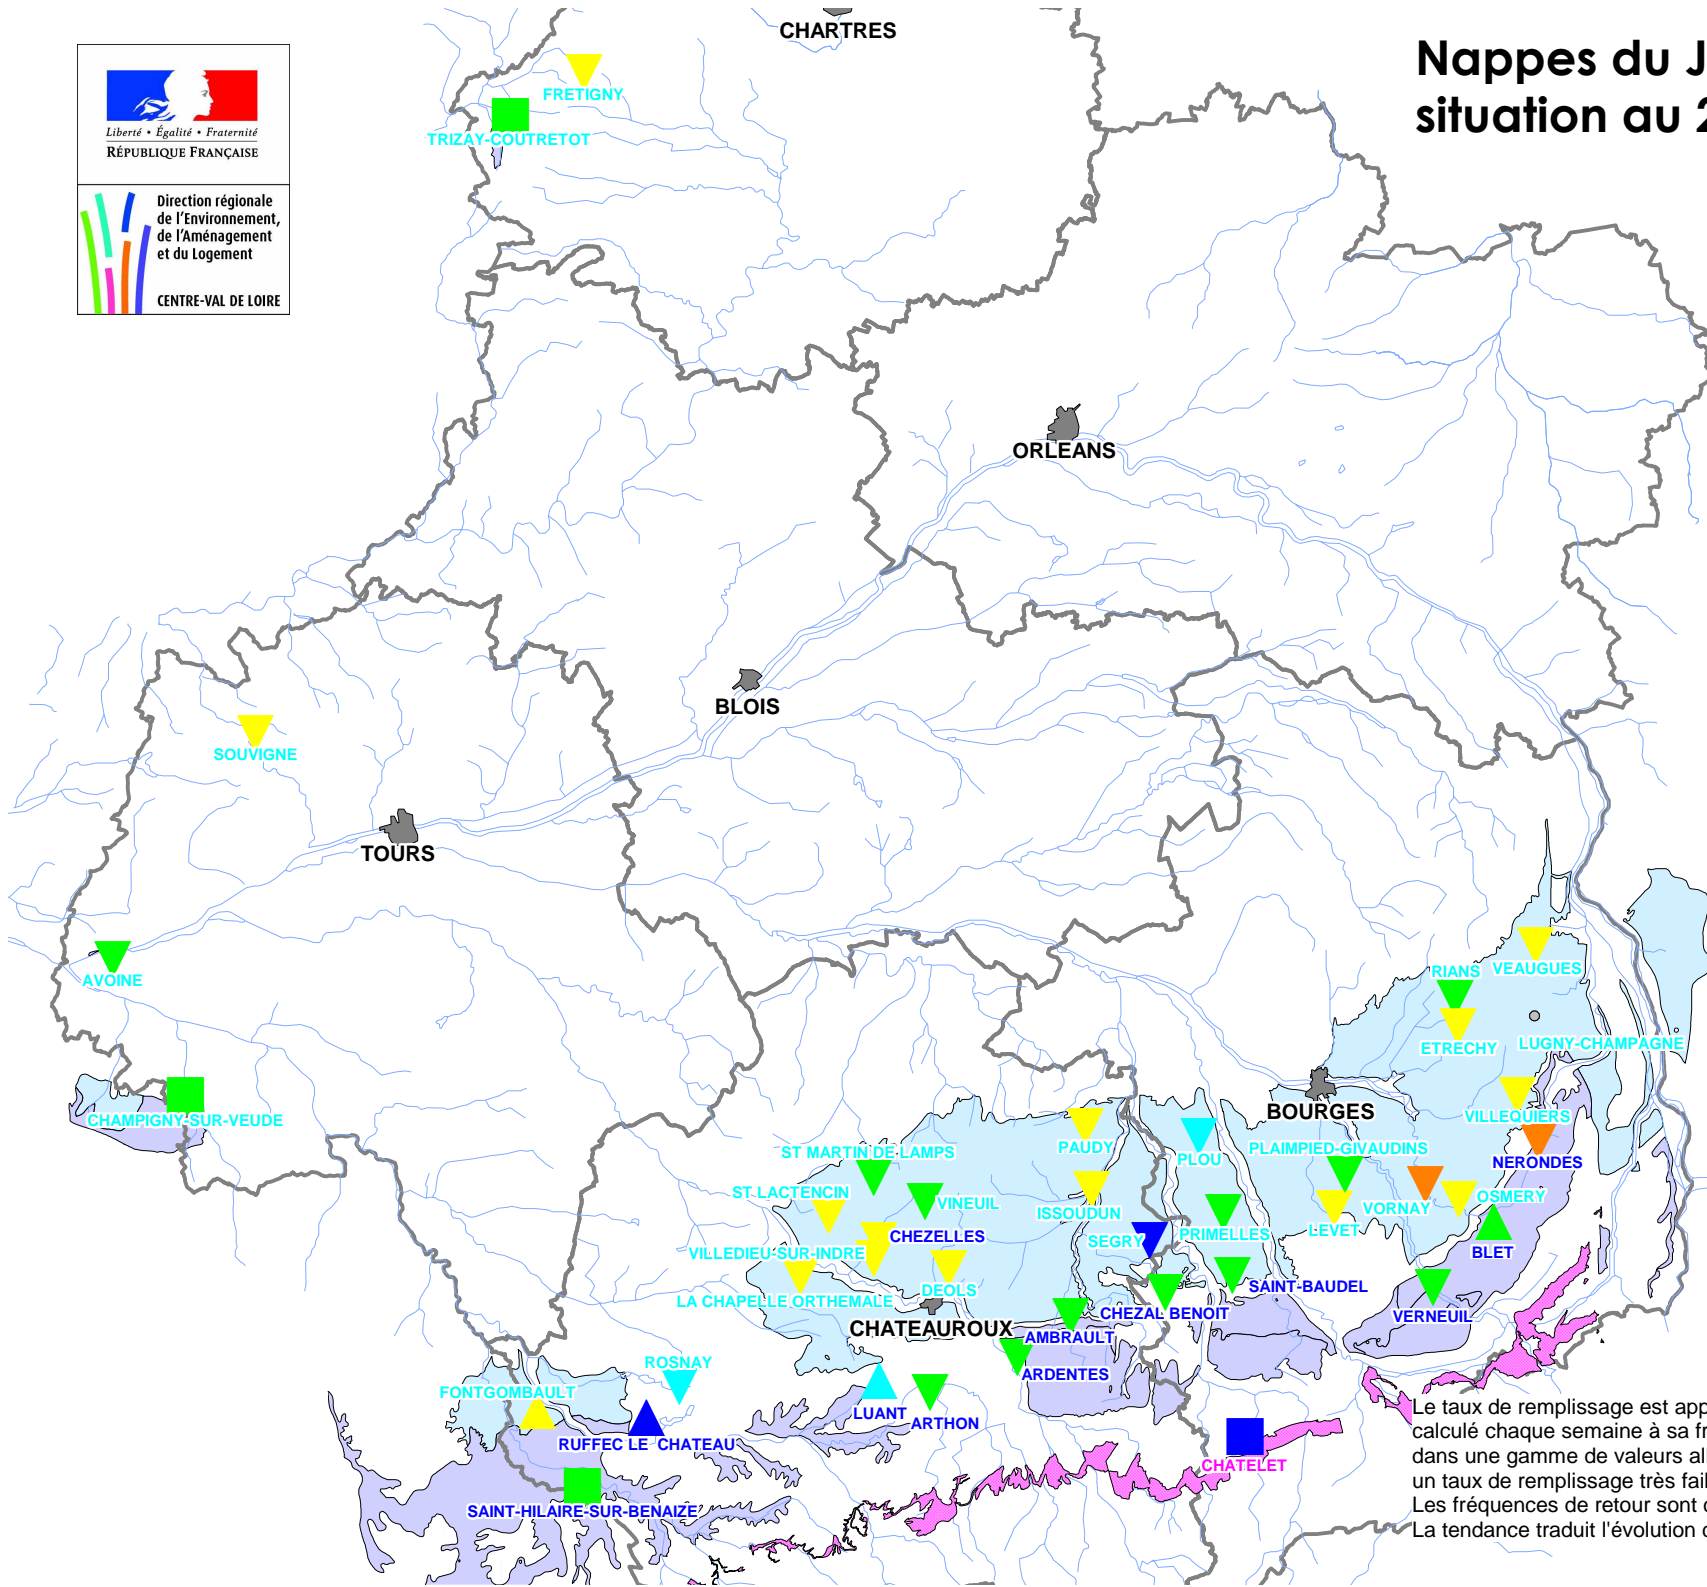 CHARTRES
Nappes du J
situation au 2
Liberté • Égalité • Fraternité
RÉPUBLIQUE FRANÇAISE
Direction régionale
de l'Environnement,
de l'Aménagement
et du Logement
CENTRE-VAL DE LOIRE
FRETIGNY
TRIZAY-COUTRETOT
ORLEANS
BLOIS
SOUVIGNE
TOURS
AVOINE
RIANS
VEAUGUES
ETRECHY
LUGNY-CHAMPAGNE
CHAMPIGNY-SUR-VEUDE
BOURGES
VILLEQUIERS
ST MARTIN DE LAMPS
PAUDY
PLOU
PLAIMPIED-GIVAUDINS
NERONDES
ST LACTENCIN
VINEUIL
ISSOUDUN
VORNAY
OSMERY
CHEZELLES
SEGRY
PRIMELLES
LEVET
VILLEDIEU-SUR-INDRE
BLET
DEOLS
LA CHAPELLE ORTHEMALE
SAINT-BAUDEL
CHEZAL BENOIT
VERNEUIL
CHATEAUROUX
AMBRAULT
ROSNAY
ARDENTES
FONTGOMBAULT
LUANT
ARTHON
RUFFEC LE CHATEAU
CHATELET
SAINT-HILAIRE-SUR-BENAIZE
Le taux de remplissage est app
calculé chaque semaine à sa fr
dans une gamme de valeurs all
un taux de remplissage très fail
Les fréquences de retour sont c
La tendance traduit l'évolution d